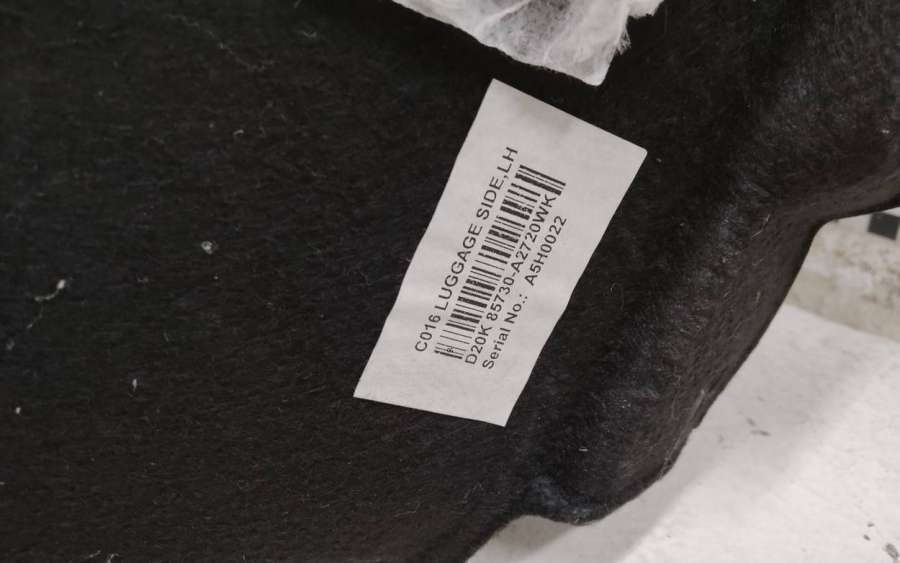 C016 LUGGAGE SIDE,LH
D20K 85730-A2720WK
Serial No.: A5H0022